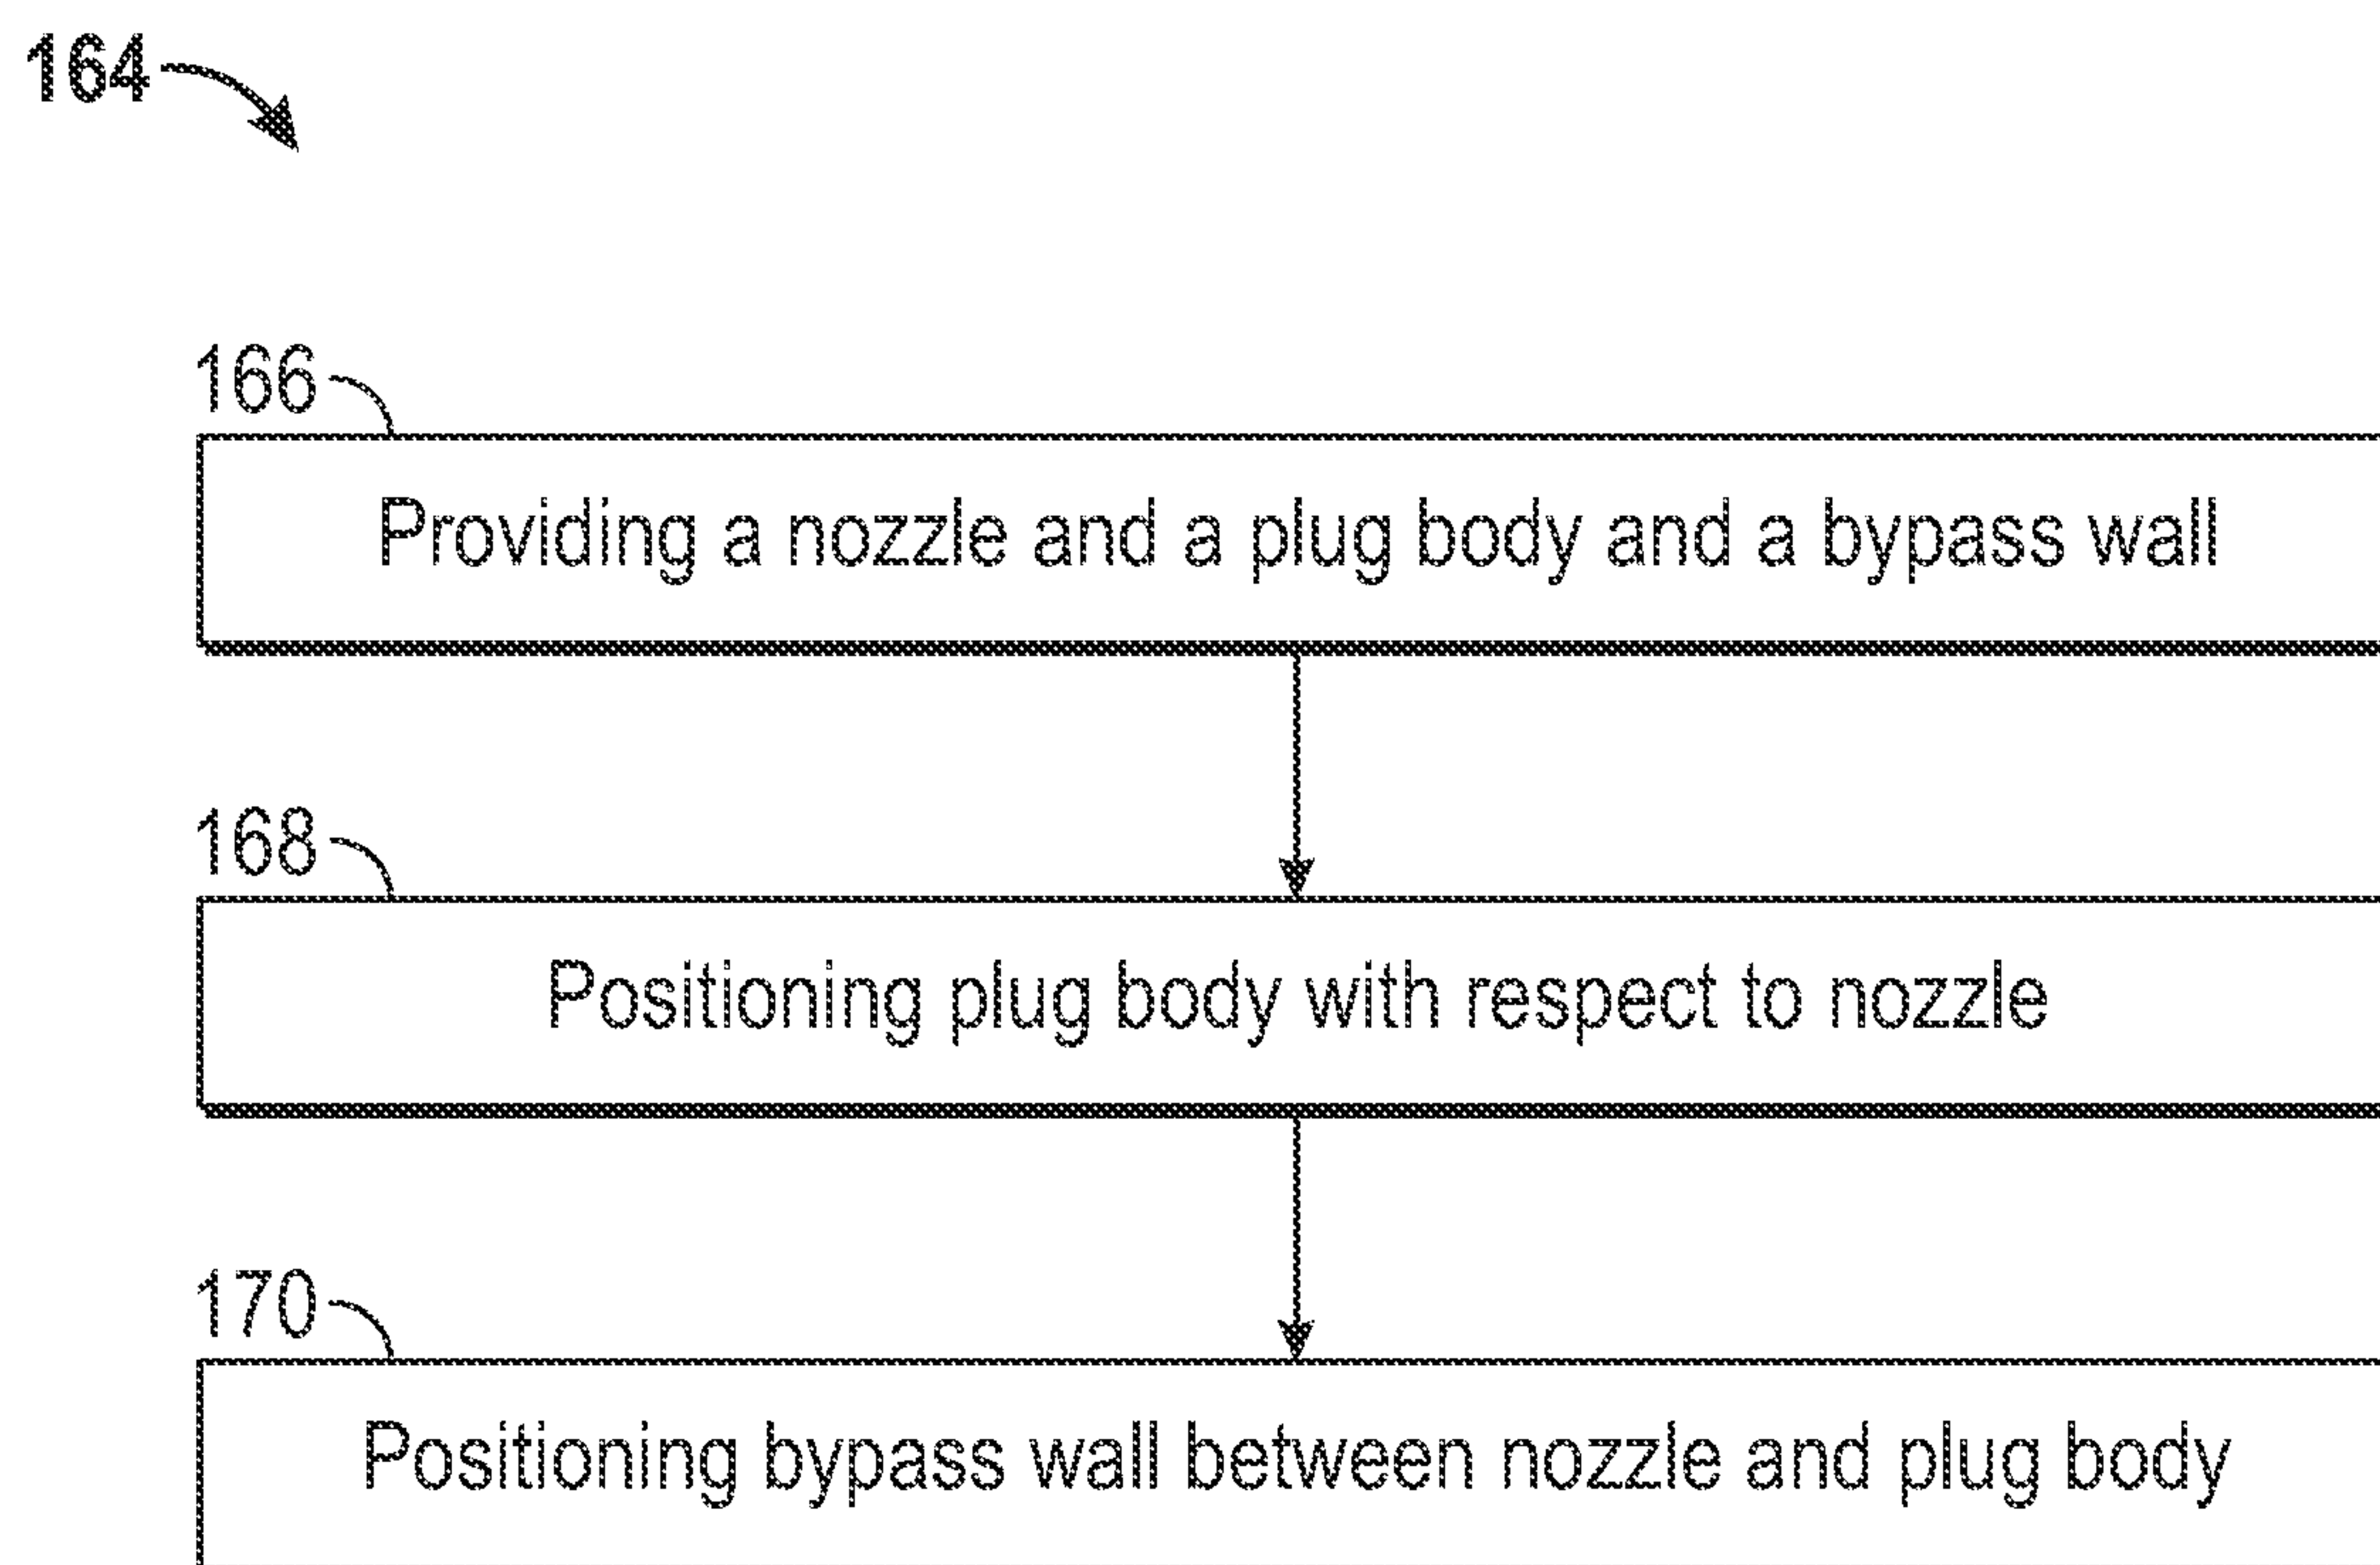 164
166
Providing a nozzle and a plug body and a bypass wall
168
Positioning plug body with respect to nozzle
170
Positioning bypass wall between nozzle and plug body